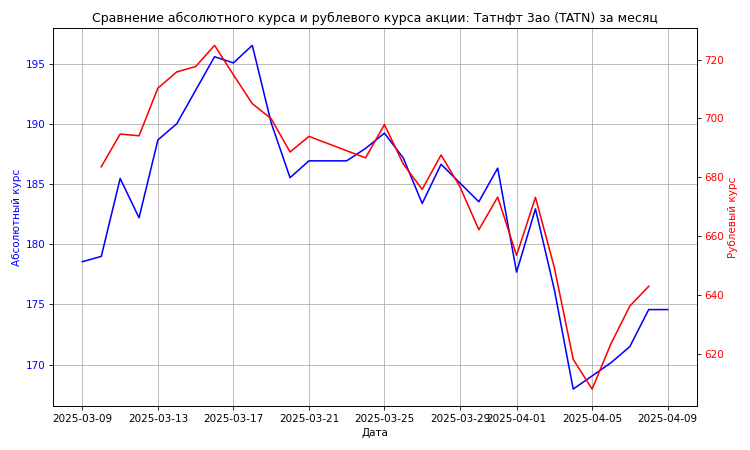 Сравнение абсолютного курса и рублевого курса акции: Татнфт 3ао (TATN) за месяц
195
190
185
180
175
170
Абсолютный курс
720
700
680
660
640
620
Рублевый курс
2025-03-09 2025-03-13 2025-03-17 2025-03-21 2025-03-25 2025-03-29 2025-04-01 2025-04-05 2025-04-09
Дата